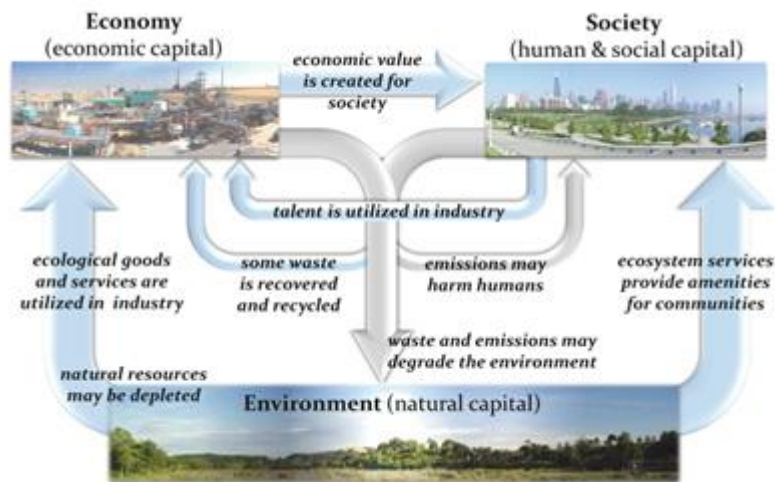 Economy
(economic capital)
Society
(human & social capital)
economic value
is created for
society
talent is utilized in industry
ecological goods
and services are
utilized in industry
some waste
is recovered
and recycled
emissions may
harm humans
ecosystem services
provide amenities
for communities
waste and emissions may
degrade the environment
natural resources
may be depleted
Environment (natural capital)